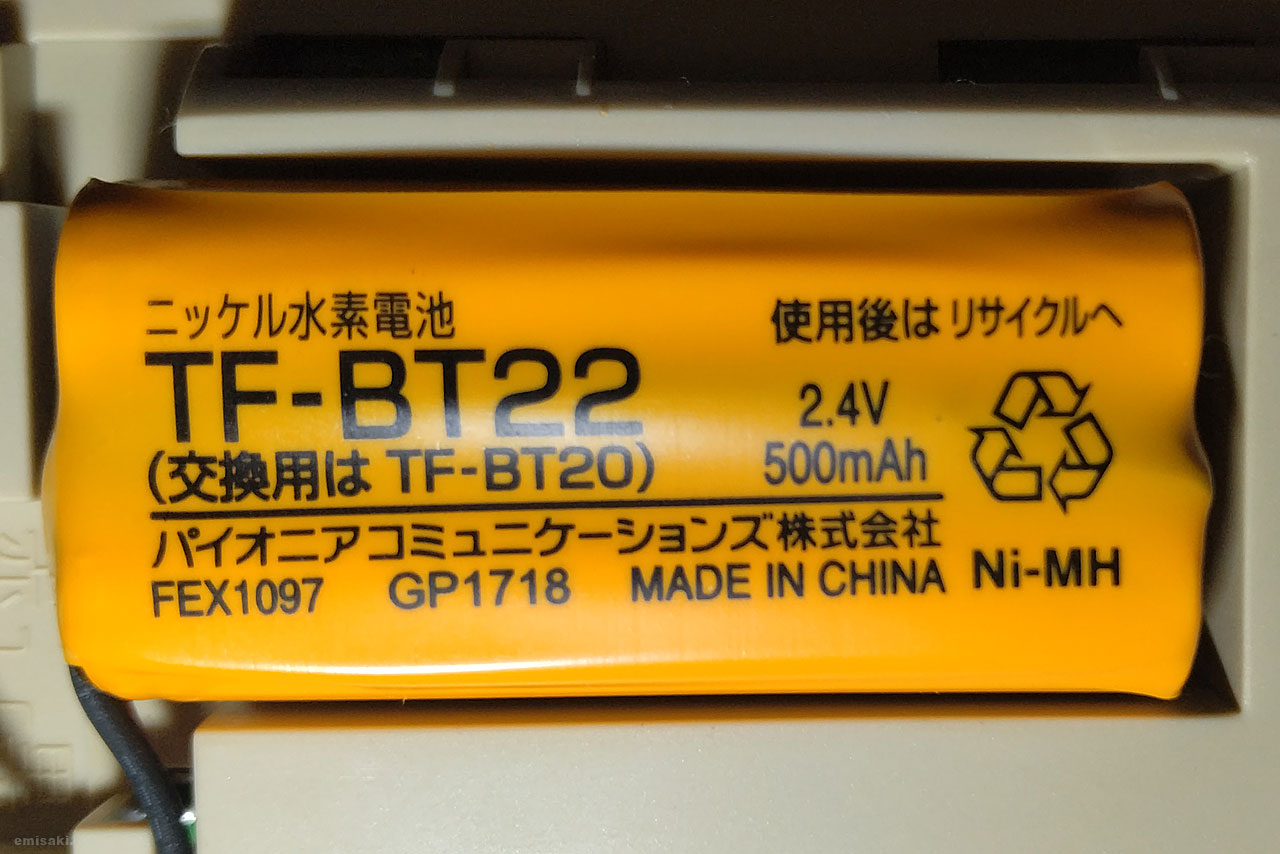 ニッケル水素電池
TF-BT22
(交換用は TF-BT20)
使用後は リサイクルへ
2.4V
500mAh
パイオニアコミュニケーションズ株式会社
FEX1097 GP1718 MADE IN CHINA
Ni-MH
emisaki.